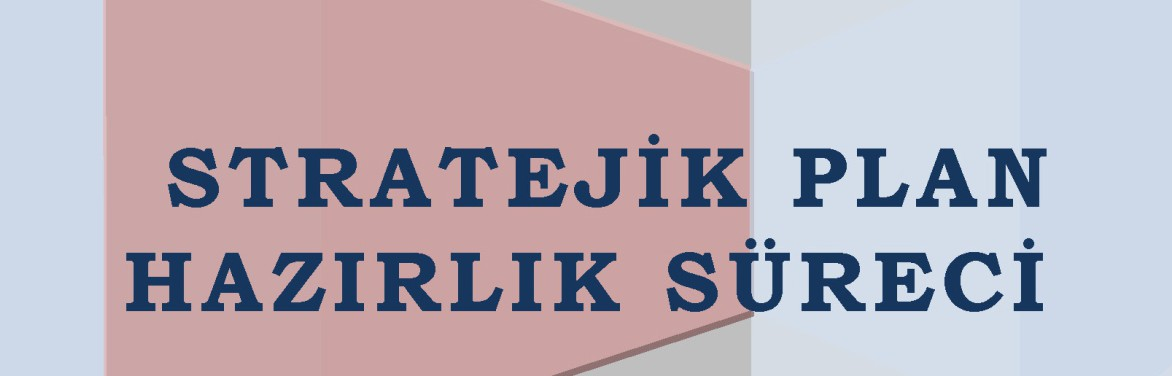 STRATEJİK PLAN
HAZIRLIK SÜRECİ